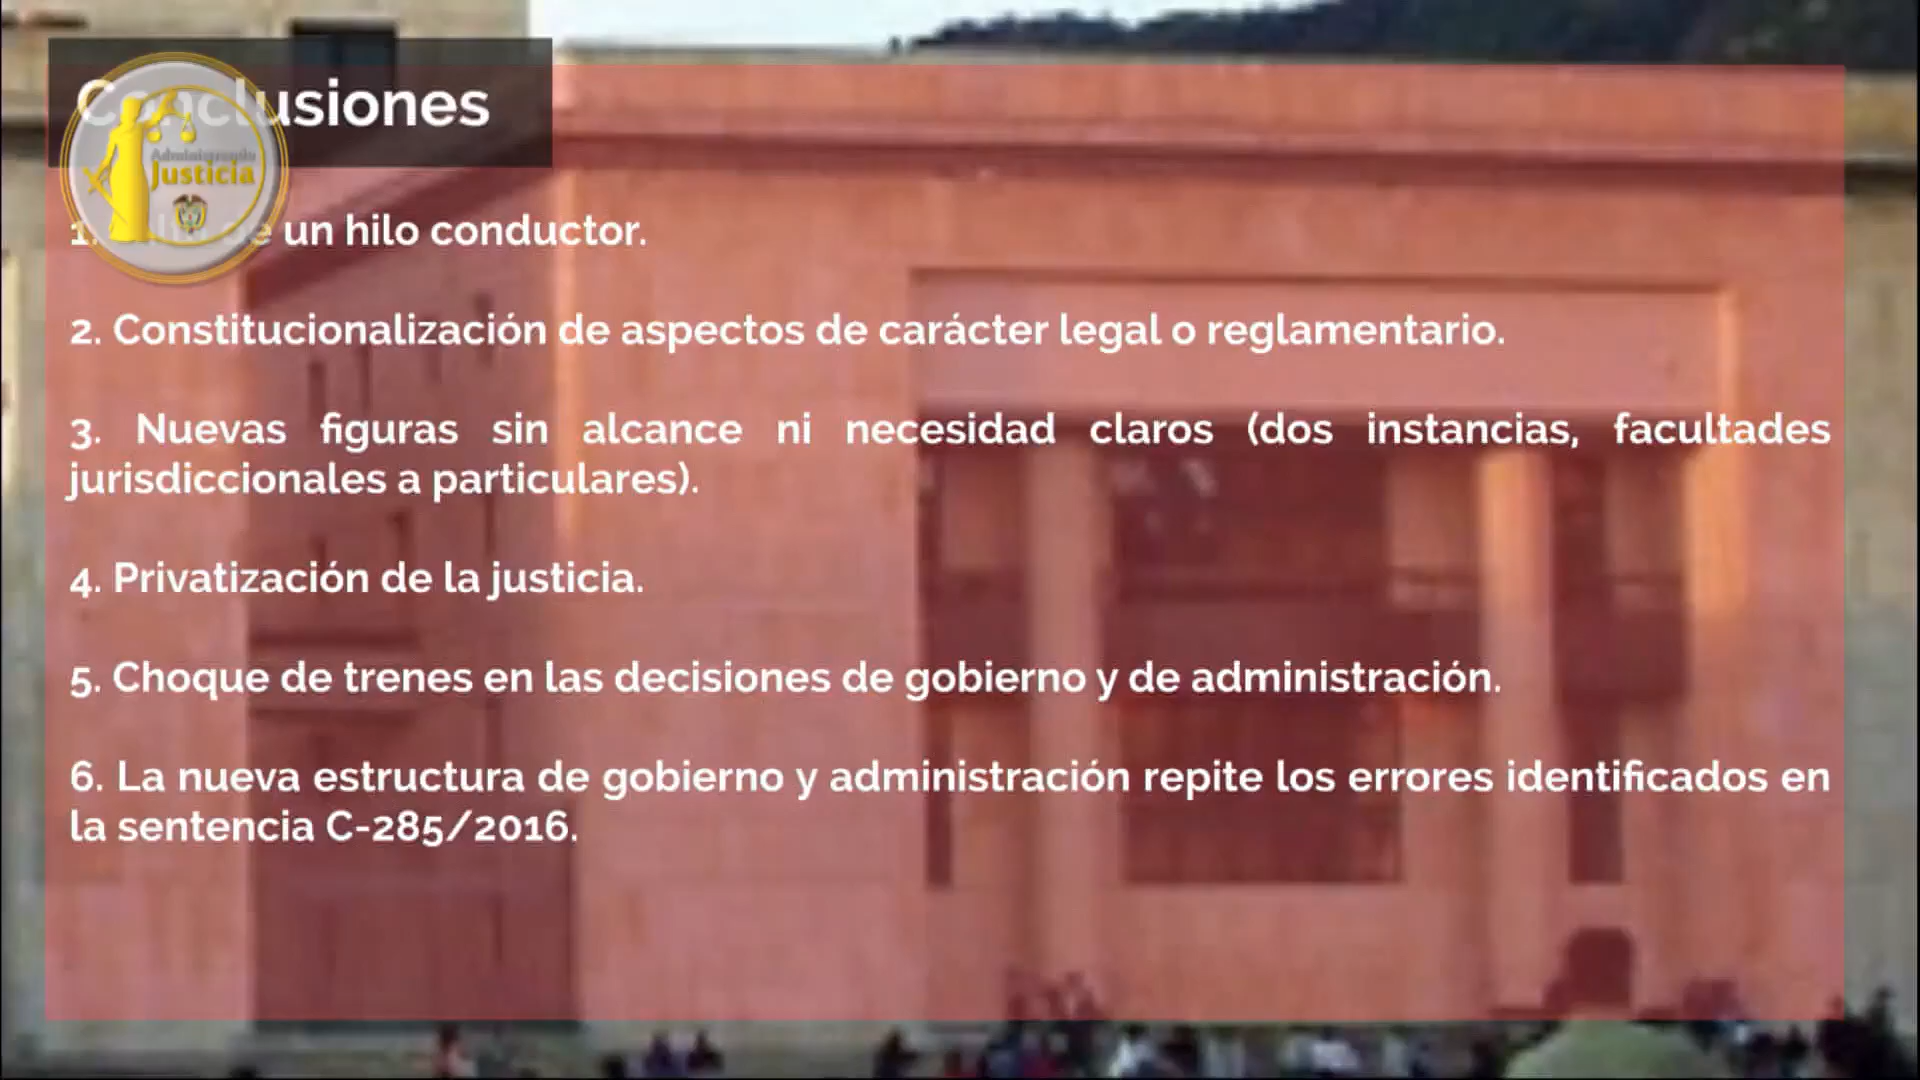 Conclusiones
Administrando
Justicia
1. de un hilo conductor.
2. Constitucionalización de aspectos de carácter legal o reglamentario.
3. Nuevas figuras sin alcance ni necesidad claros (dos instancias, facultades
jurisdiccionales a particulares).
4. Privatización de la justicia.
5. Choque de trenes en las decisiones de gobierno y de administración.
6. La nueva estructura de gobierno y administración repite los errores identificados en
la sentencia C-285/2016.